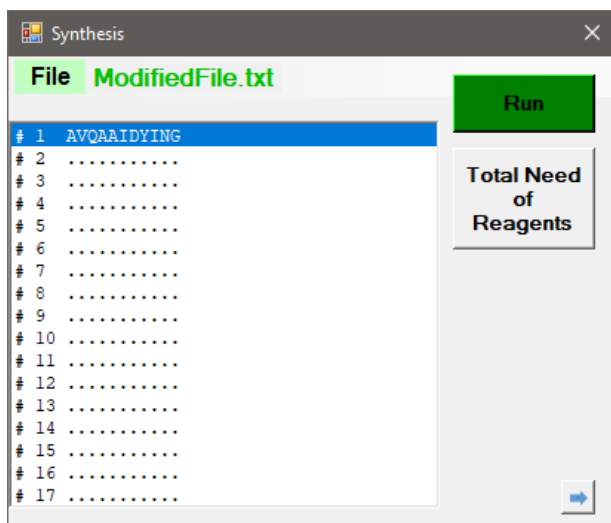 Synthesis
File ModifiedFile.txt
Run
Total Need
of
Reagents
# 1 AVQAAIDYING
# 2 ...........
# 3 ...........
# 4 ...........
# 5 ...........
# 6 ...........
# 7 ...........
# 8 ...........
# 9 ...........
# 10 ...........
# 11 ...........
# 12 ...........
# 13 ...........
# 14 ...........
# 15 ...........
# 16 ...........
# 17 ...........